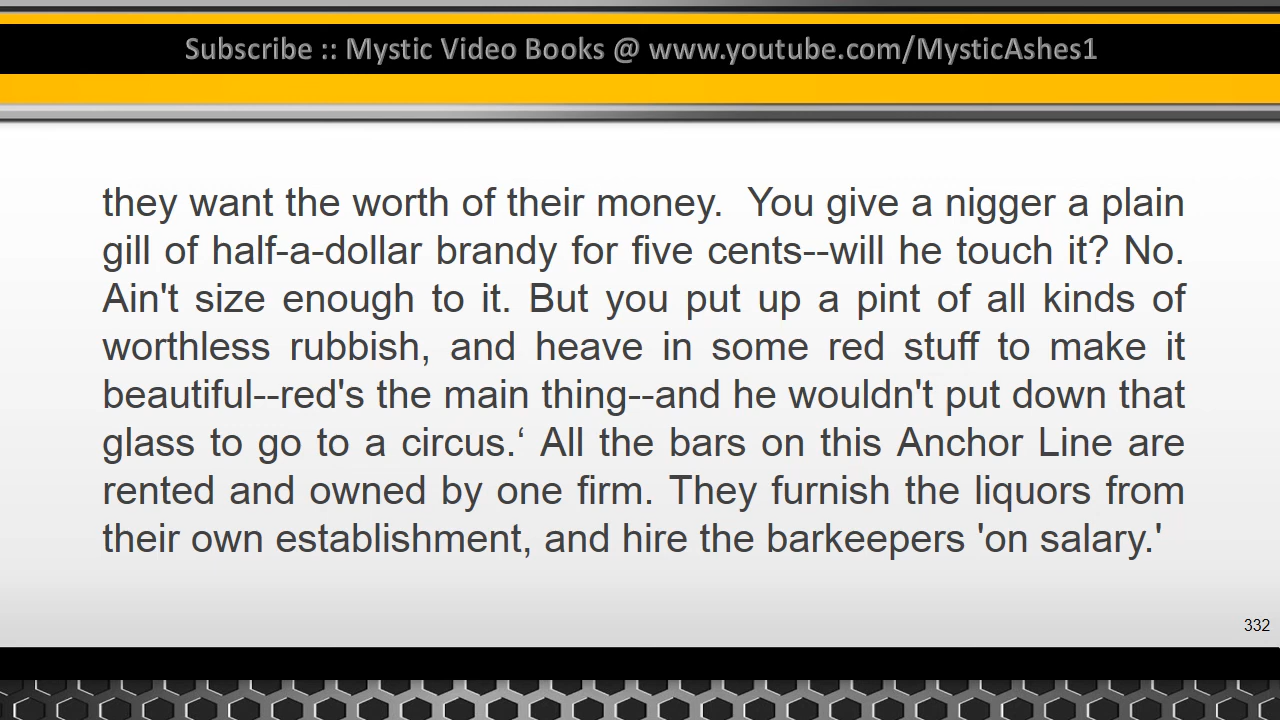 Subscribe :: Mystic Video Books @ www.youtube.com/MysticAshes1
they want the worth of their money.  You give a nigger a plain
gill of half-a-dollar brandy for five cents--will he touch it? No.
Ain't size enough to it. But you put up a pint of all kinds of
worthless rubbish, and heave in some red stuff to make it
beautiful--red's the main thing--and he wouldn't put down that
glass to go to a circus.‘ All the bars on this Anchor Line are
rented and owned by one firm. They furnish the liquors from
their own establishment, and hire the barkeepers 'on salary.'
332